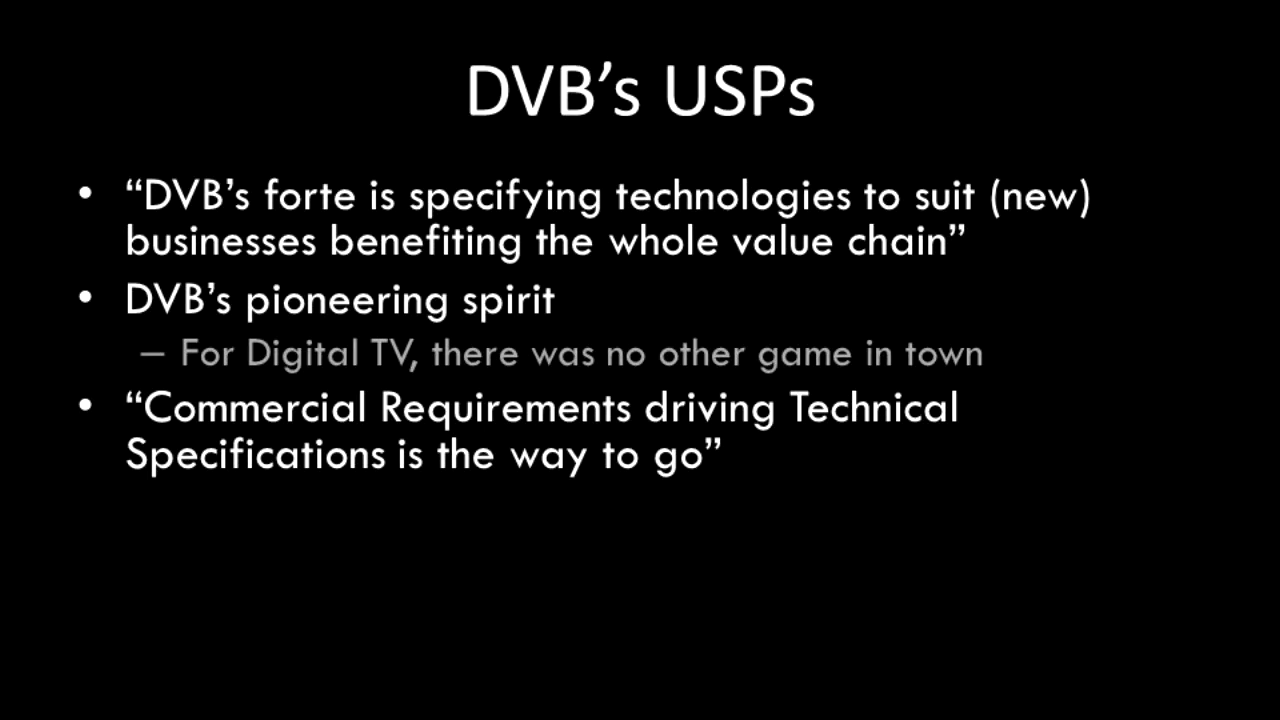 DVB’s USPs
• “DVB’s forte is specifying technologies to suit (new)
businesses benefiting the whole value chain”
• DVB’s pioneering spirit
– For Digital TV, there was no other game in town
• “Commercial Requirements driving Technical
Specifications is the way to go”